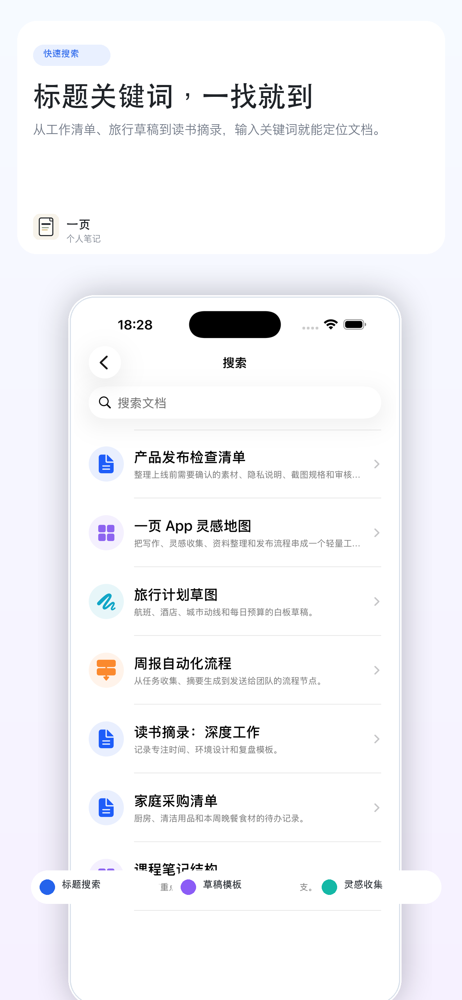 快速搜索
标题关键词，一找就到
从工作清单、旅行草稿到读书摘录，输入关键词就能定位文档。
一页
个人笔记
18:28
搜索
搜索文档
产品发布检查清单
整理上线前需要确认的素材、隐私说明、截图规格和审核...
一页 App 灵感地图
把写作、灵感收集、资料整理和发布流程串成一个轻量工...
旅行计划草图
航班、酒店、城市动线和每日预算的白板草稿。
周报自动化流程
从任务收集、摘要生成到发送给团队的流程节点。
读书摘录：深度工作
记录专注时间、环境设计和复盘模板。
家庭采购清单
厨房、清洁用品和本周晚餐食材的待办记录。
课程笔记结构
标题搜索 重 草稿模板 支。 灵感收集